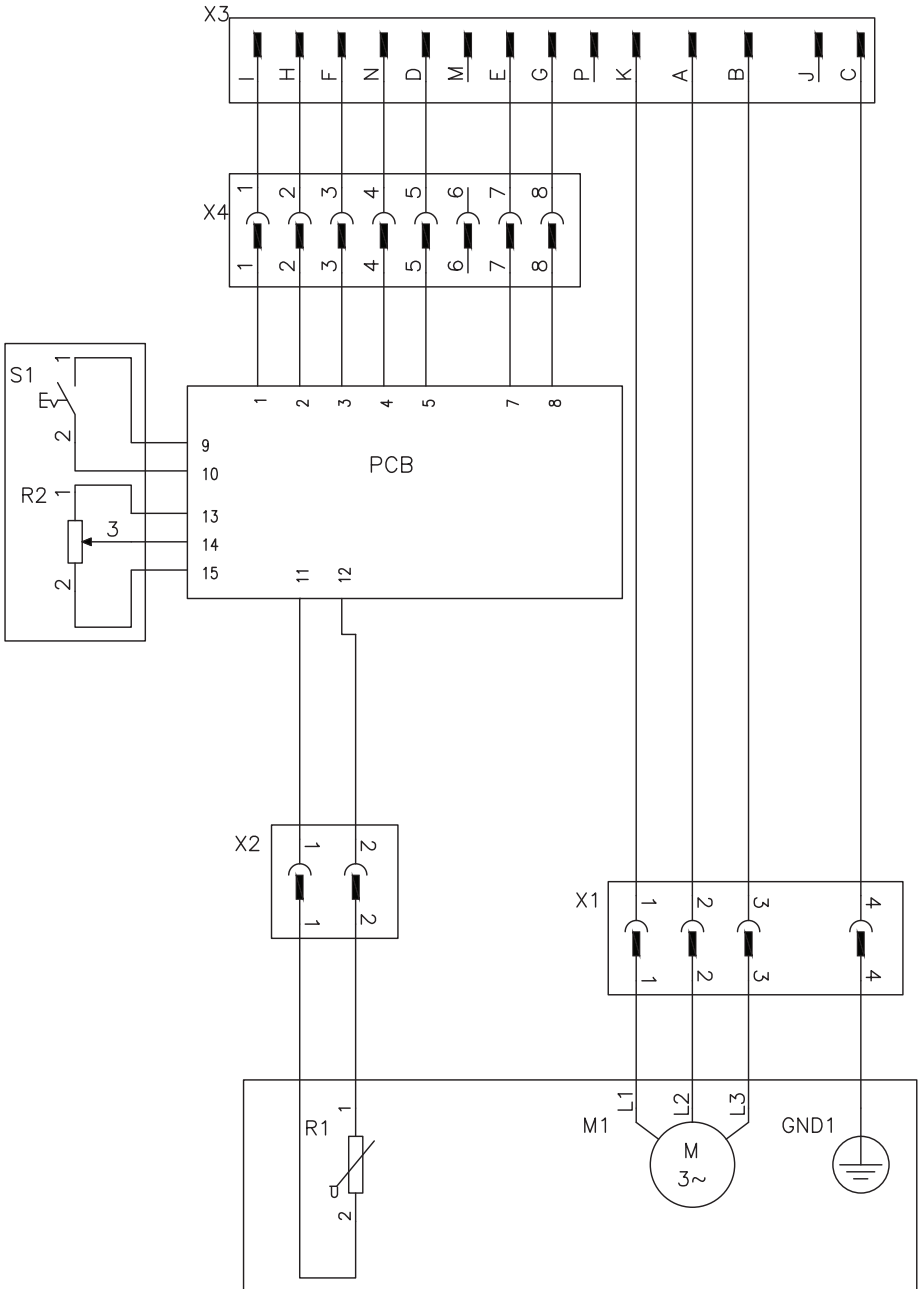 X3
I H F N D M E G P K A B J C
X4
1 2 3 4 5 6 7 8
1 2 3 4 5 6 7 8
S1
1
2
1 2 3 4 5 7 8
9
10
PCB
R2
1
3
2
13
14
15
11 12
X2
1 2
1 2
X1
1 2 3 4
1 2 3 4
R1
1
2
M1
L1 L2 L3
M
3~
GND1